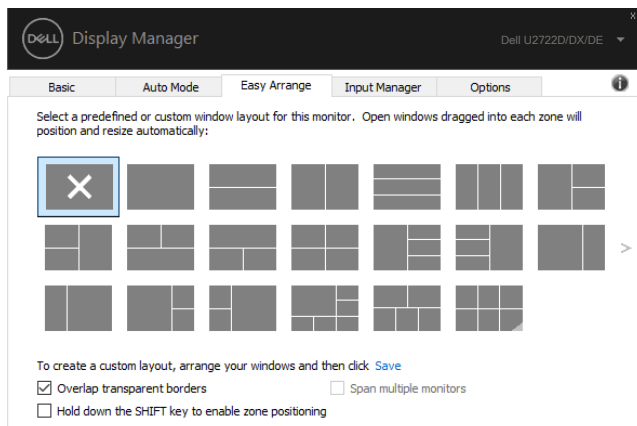 DELL Display Manager
Dell U2722D/DX/DE
Basic
Auto Mode
Easy Arrange
Input Manager
Options
Select a predefined or custom window layout for this monitor. Open windows dragged into each zone will
position and resize automatically:
To create a custom layout, arrange your windows and then click Save
Overlap transparent borders
Span multiple monitors
Hold down the SHIFT key to enable zone positioning